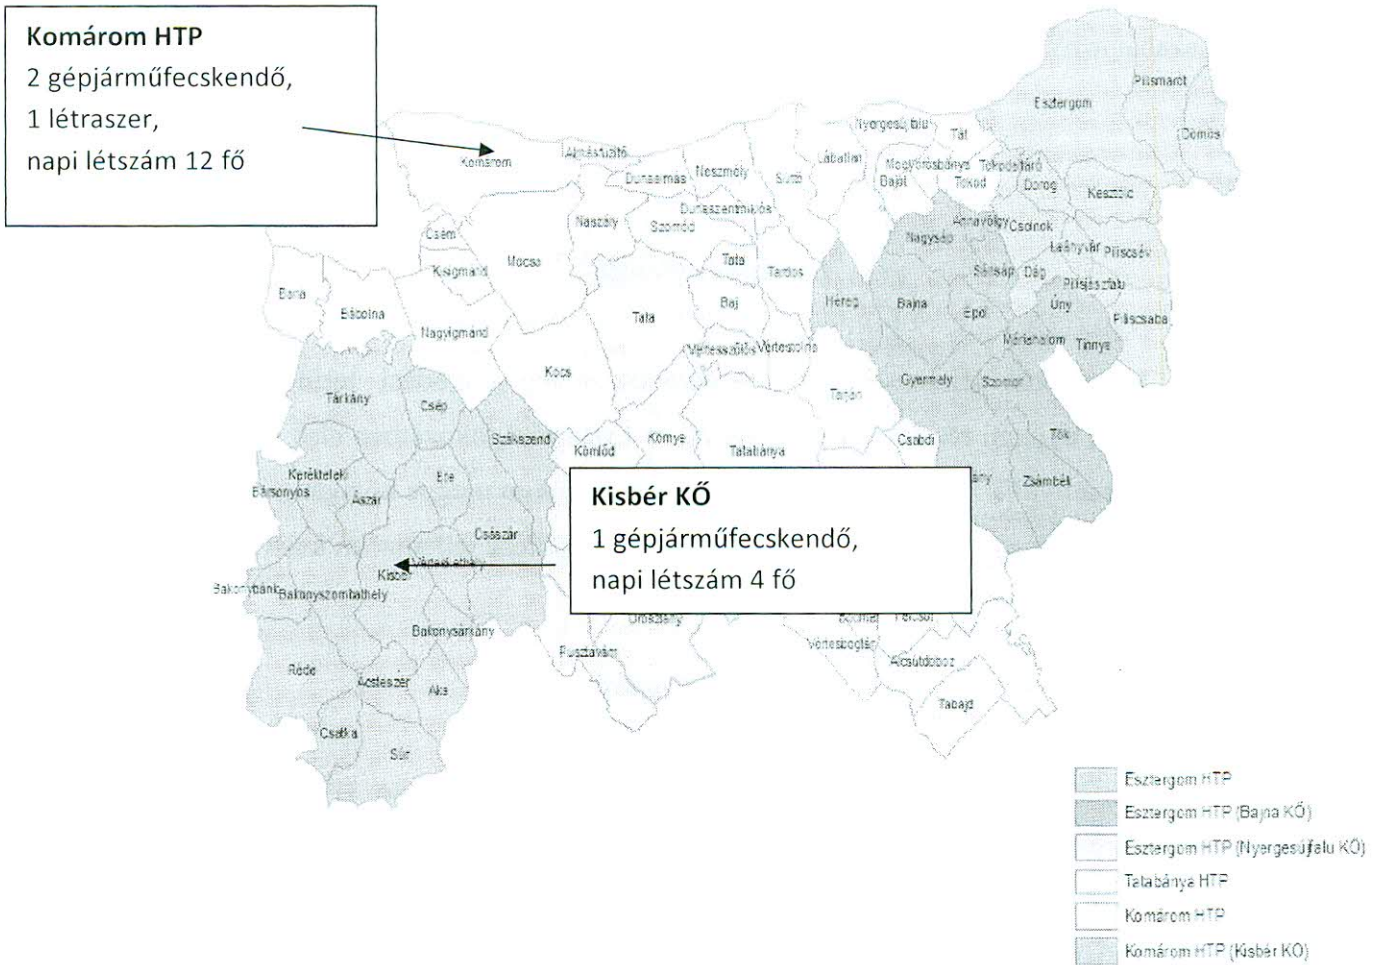 Komárom HTP
2 gépjárműfecskendő,
1 létraszer,
napi létszám 12 fő
Pilismarót
Esztergom
Dömös
Tát
Lábatlan
Komárom
Almásfüzitő
Neszmély
Süttő
Dunaalmás
Mogyorósbánya
Bajót
Tokod
Dorog
Kesztölc
Dunaszentmiklós
Naszály
Szomód
Annavölgy
Csolnok
Csém
Nagysáp
Leányvár
Piliscsév
Mocsa
Kisigmánd
Tata
Tardos
Sárisáp
Dág
Pilisjászfalu
Bana
Bábolna
Baj
Héreg
Bajna
Epöl
Úny
Piliscsaba
Nagyigmánd
Tata
Máriahalom
Tinnye
Vértesszőlős
Vértestolna
Kocs
Gyermely
Szomor
Tárkány
Csép
Tarján
Szákszend
Kömlőd
Környe
Tatabánya
Csabdi
Tök
Kerékteleki
Ete
Bársonyos
Ászár
any
Zsámbék
Kisbér KŐ
1 gépjárműfecskendő,
napi létszám 4 fő
Császár
Kisbér
Vérteskethely
Bakonybánk
Bakonyszombathely
Oroszlány
Bakonysárkány
Pusztavám
Vértesboglár
Alcsútdoboz
Réde
Ácsteszér
Aka
Tabajd
Csatka
Súr
Esztergom HTP
Esztergom HTP (Bajna KŐ)
Esztergom HTP (Nyergesújfalu KŐ)
Tatabánya HTP
Komárom HTP
Komárom HTP (Kisbér KŐ)